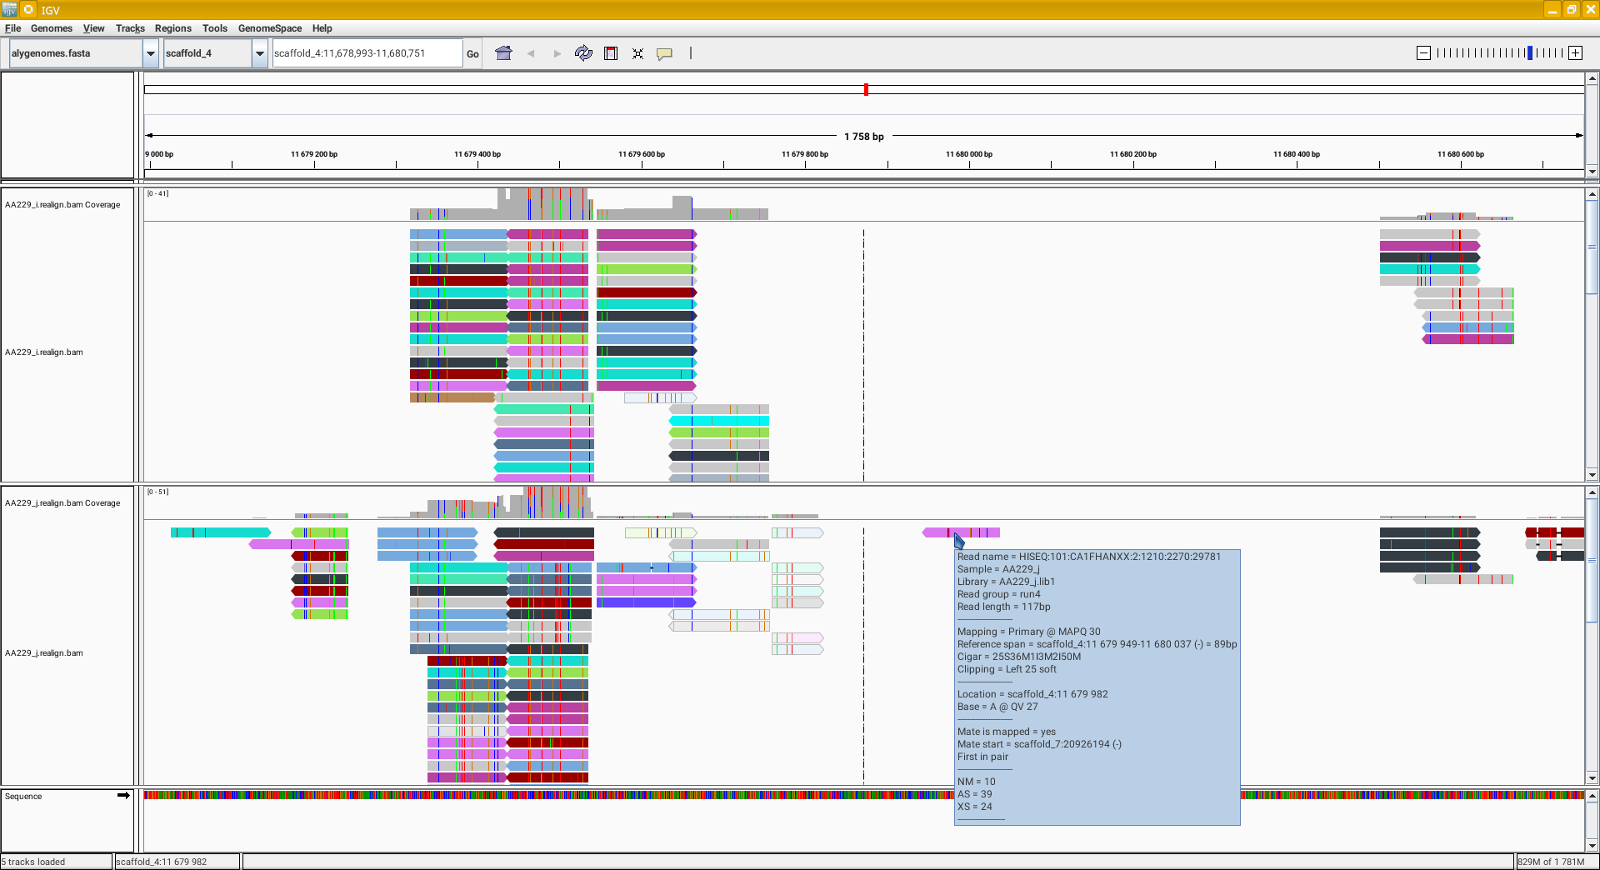 IGV
File Genomes View Tracks Regions Tools GenomeSpace Help
alygenomes.fasta scaffold_4 scaffold_4:11,678,993-11,680,751 Go
1 758 bp
9 000 bp 11 679 200 bp 11 679 400 bp 11 679 600 bp 11 679 800 bp 11 680 000 bp 11 680 200 bp 11 680 400 bp 11 680 600 bp
AA229_i.realign.bam Coverage
[0 - 41]
AA229_i.realign.bam
AA229_j.realign.bam Coverage
[0 - 51]
AA229_j.realign.bam
Read name = HISEQ:101:CA1FHANXX:2:1210:2270:29781
Sample = AA229_j
Library = AA229_j.lib1
Read group = run4
Read length = 117bp
-------------------
Mapping = Primary @ MAPQ 30
Reference span = scaffold_4:11 679 949-11 680 037 (-) = 89bp
Cigar = 25S36M1I3M2I50M
Clipping = Left 25 soft
-------------------
Location = scaffold_4:11 679 982
Base = A @ QV 27
-------------------
Mate is mapped = yes
Mate start = scaffold_7:20926194 (-)
First in pair
-------------------
NM = 10
AS = 39
XS = 24
-------------------
Sequence
5 tracks loaded scaffold_4:11 679 982 829M of 1 781M